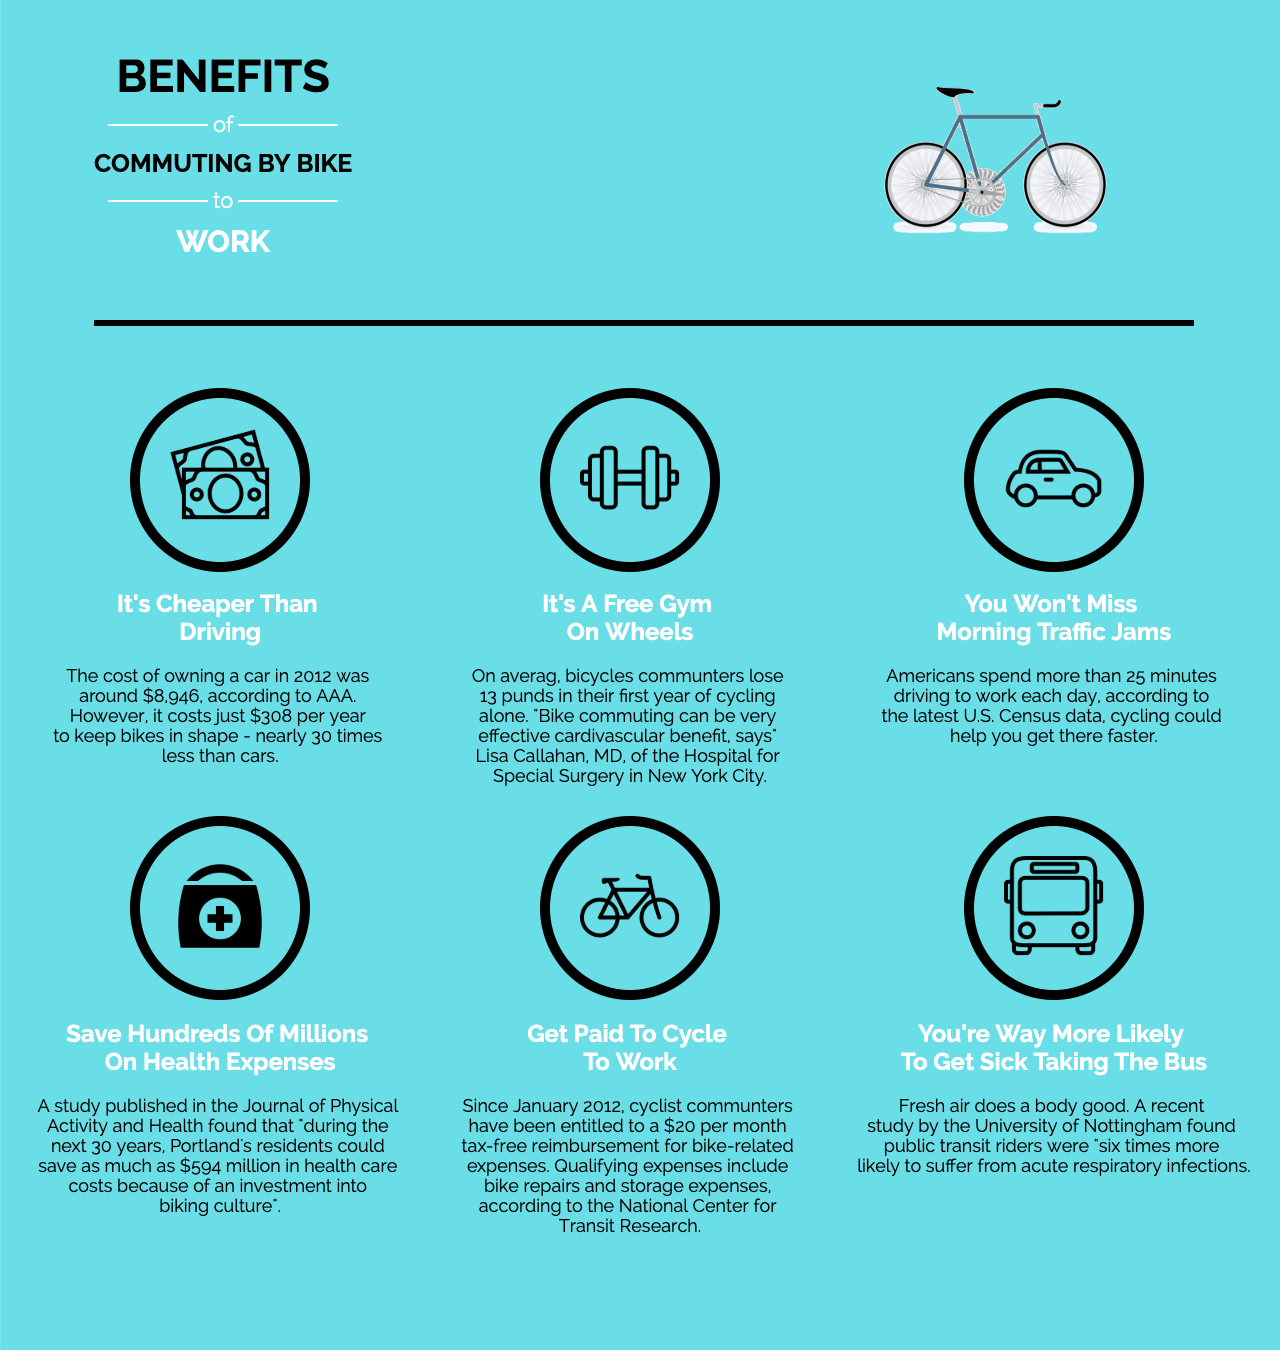 BENEFITS
of
COMMUTING BY BIKE
to
WORK
It's Cheaper Than
Driving
The cost of owning a car in 2012 was
around $8,946, according to AAA.
However, it costs just $308 per year
to keep bikes in shape - nearly 30 times
less than cars.
It's A Free Gym
On Wheels
On averag, bicycles communters lose
13 punds in their first year of cycling
alone. "Bike commuting can be very
effective cardivascular benefit, says"
Lisa Callahan, MD, of the Hospital for
Special Surgery in New York City.
You Won't Miss
Morning Traffic Jams
Americans spend more than 25 minutes
driving to work each day, according to
the latest U.S. Census data, cycling could
help you get there faster.
Save Hundreds Of Millions
On Health Expenses
A study published in the Journal of Physical
Activity and Health found that "during the
next 30 years, Portland's residents could
save as much as $594 million in health care
costs because of an investment into
biking culture".
Get Paid To Cycle
To Work
Since January 2012, cyclist communters
have been entitled to a $20 per month
tax-free reimbursement for bike-related
expenses. Qualifying expenses include
bike repairs and storage expenses,
according to the National Center for
Transit Research.
You're Way More Likely
To Get Sick Taking The Bus
Fresh air does a body good. A recent
study by the University of Nottingham found
public transit riders were "six times more
likely to suffer from acute respiratory infections.